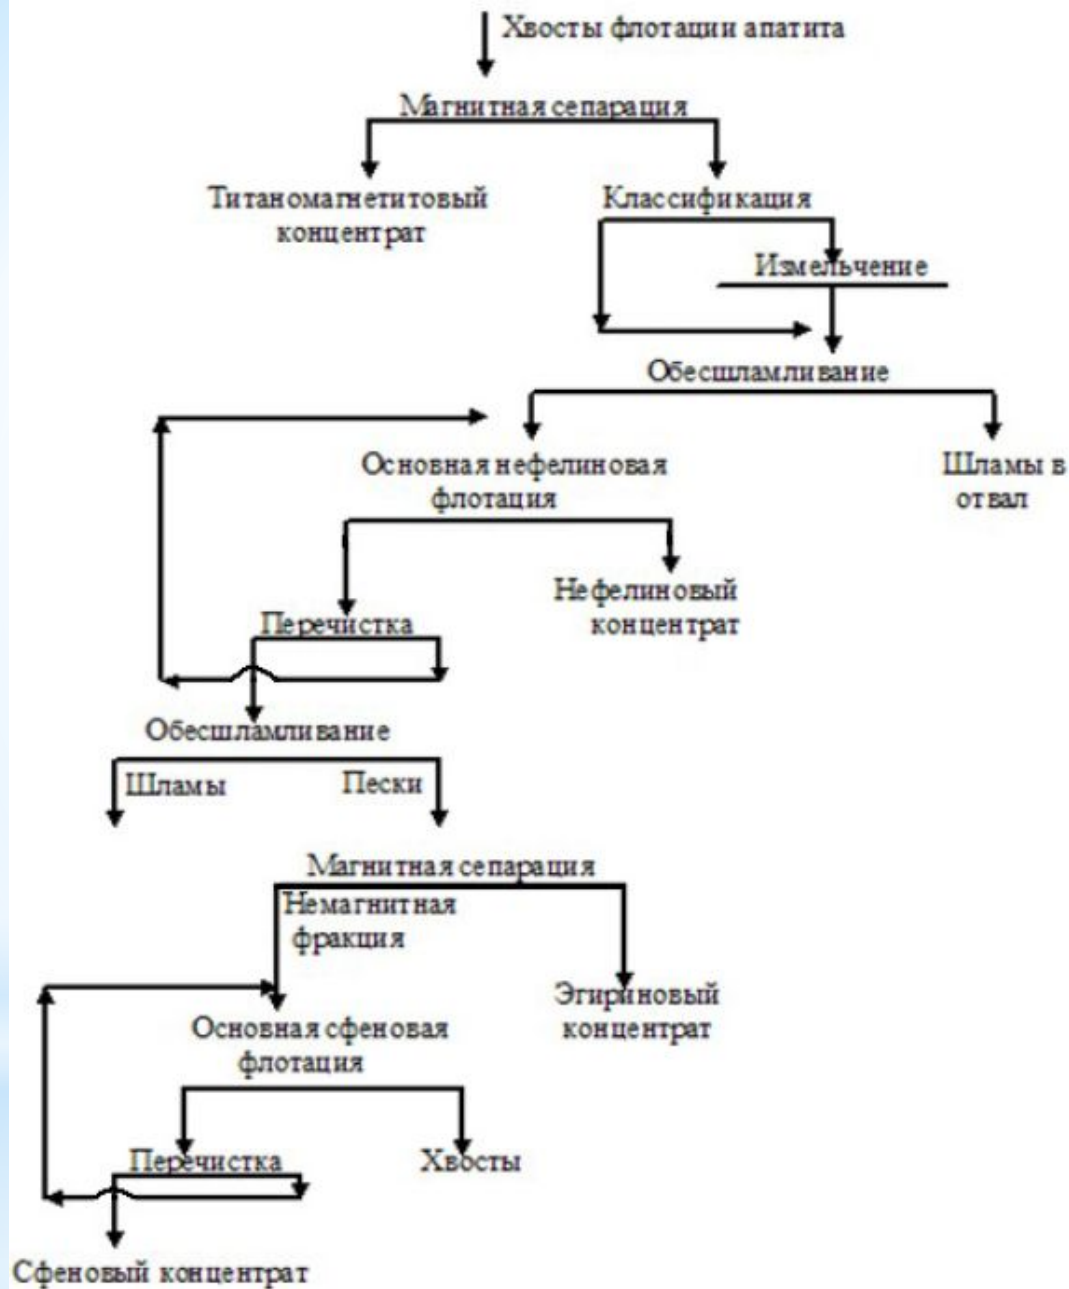 Хвосты флотации апатита
Магнитная сепарация
Титаномагнетитовый
концентрат
Классификация
Измельчение
Обесшламливание
Основная нефелиновая
флотация
Шламы в
отвал
Нефелиновый
концентрат
Перечистка
Обесшламливание
Шламы
Пески
Магнитная сепарация
Немагнитная
фракция
Эгириновый
концентрат
Основная сфеновая
флотация
Перечистка
Хвосты
Сфеновый концентрат